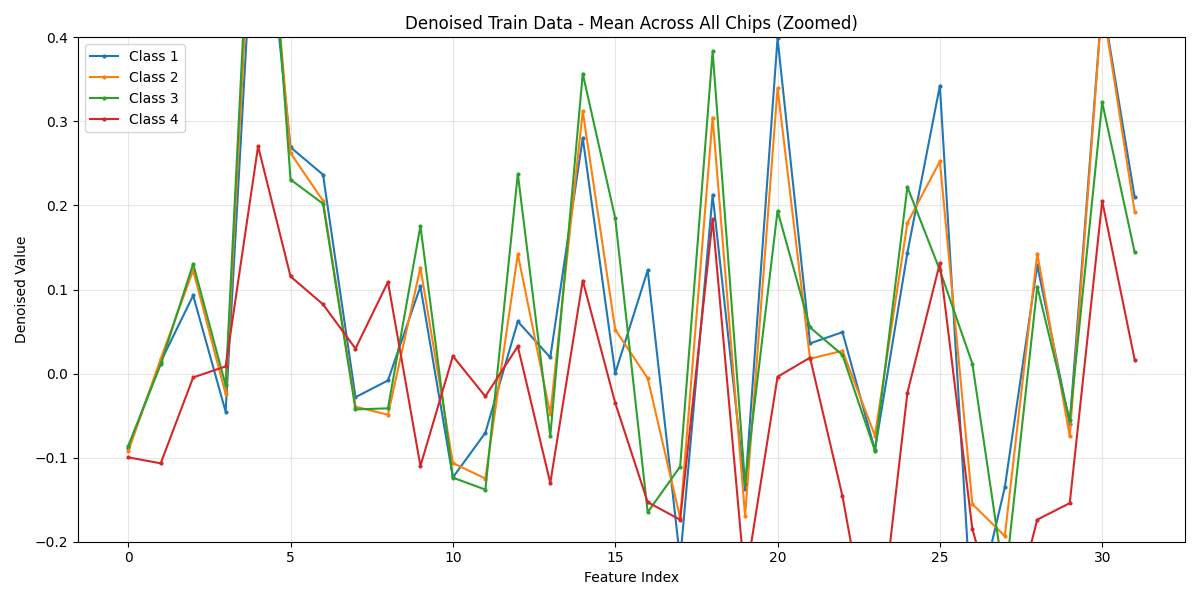 Denoised Train Data - Mean Across All Chips (Zoomed)
0.4
0.3
0.2
0.1
0.0
−0.1
−0.2
Denoised Value
Class 1
Class 2
Class 3
Class 4
0 5 10 15 20 25 30
Feature Index